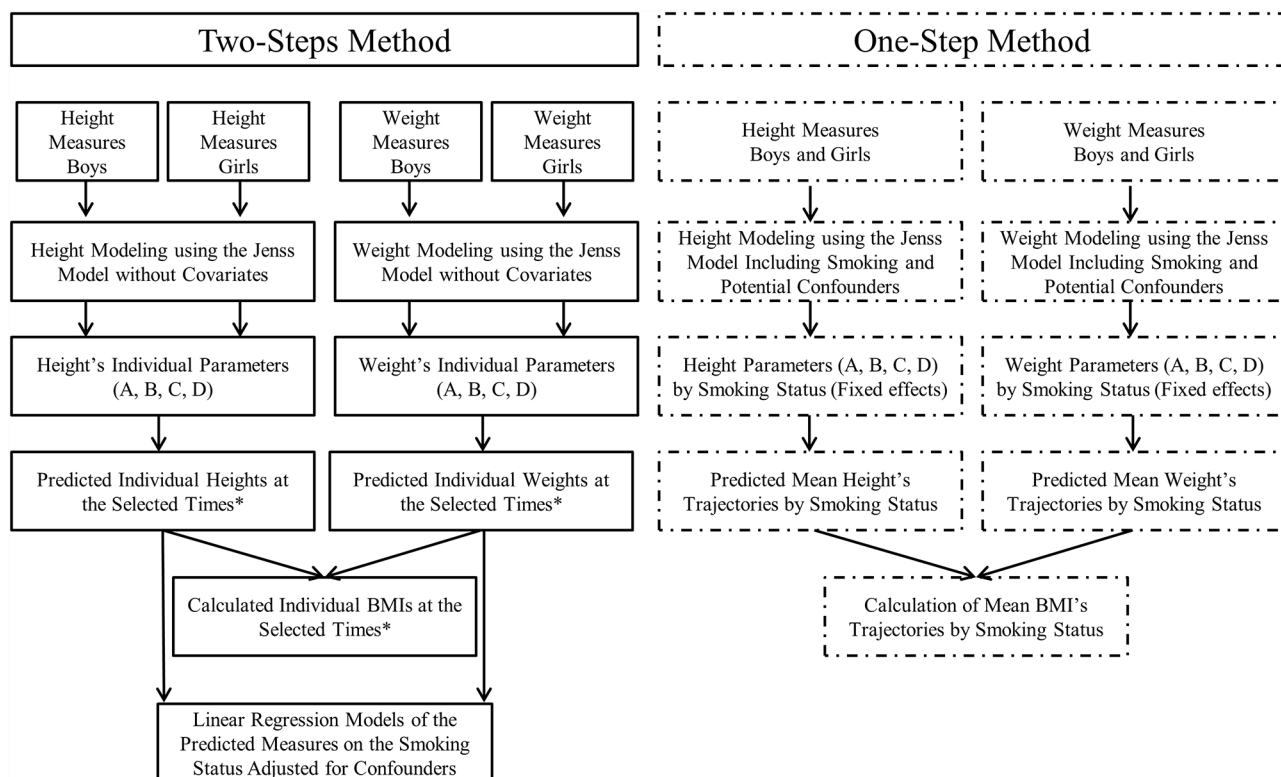 Two-Steps Method
Height
Measures
Boys
Height
Measures
Girls
Weight
Measures
Boys
Weight
Measures
Girls
Height Modeling using the Jenss
Model without Covariates
Weight Modeling using the Jenss
Model without Covariates
Height's Individual Parameters
(A, B, C, D)
Weight's Individual Parameters
(A, B, C, D)
Predicted Individual Heights at
the Selected Times*
Predicted Individual Weights at
the Selected Times*
Calculated Individual BMIs at the
Selected Times*
Linear Regression Models of the
Predicted Measures on the Smoking
Status Adjusted for Confounders
One-Step Method
Height Measures
Boys and Girls
Weight Measures
Boys and Girls
Height Modeling using the Jenss
Model Including Smoking and
Potential Confounders
Weight Modeling using the Jenss
Model Including Smoking and
Potential Confounders
Height Parameters (A, B, C, D)
by Smoking Status (Fixed effects)
Weight Parameters (A, B, C, D)
by Smoking Status (Fixed effects)
Predicted Mean Height's
Trajectories by Smoking Status
Predicted Mean Weight's
Trajectories by Smoking Status
Calculation of Mean BMI's
Trajectories by Smoking Status